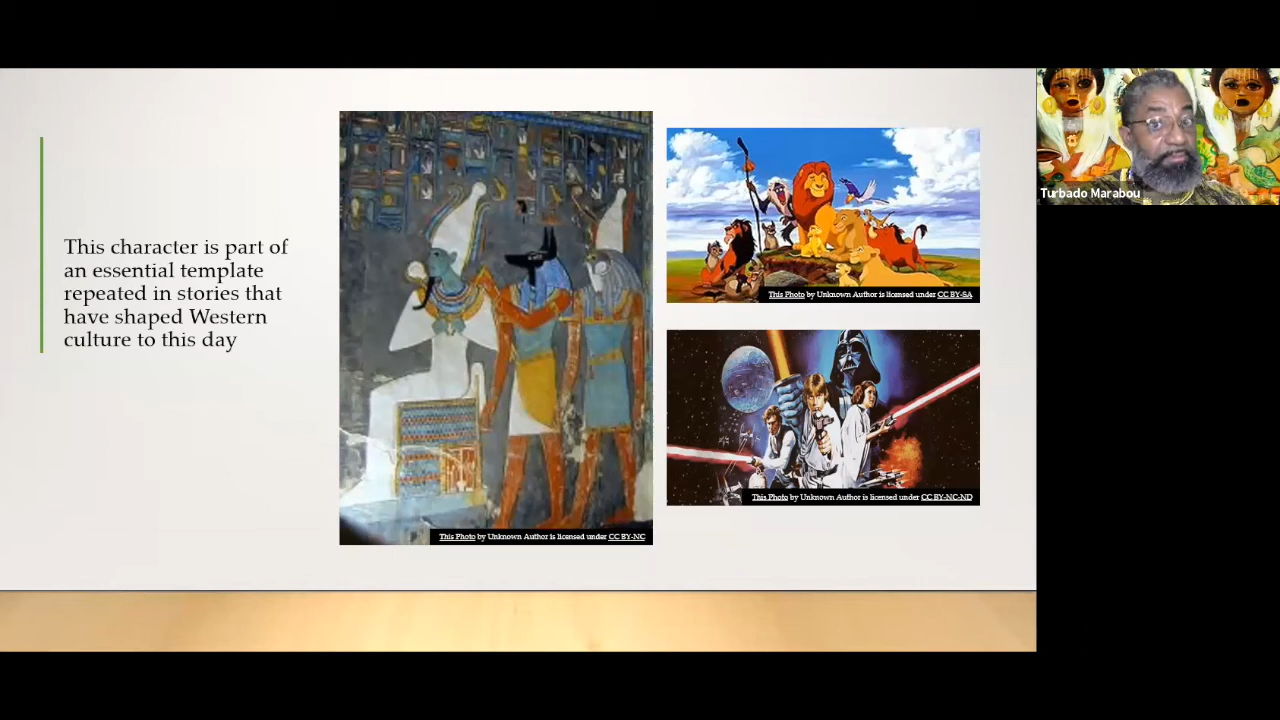 This character is part of
an essential template
repeated in stories that
have shaped Western
culture to this day
This Photo by Unknown Author is licensed under CC BY-NC
This Photo by Unknown Author is licensed under CC BY-SA
This Photo by Unknown Author is licensed under CC BY-NC-ND
Turbado Marabou